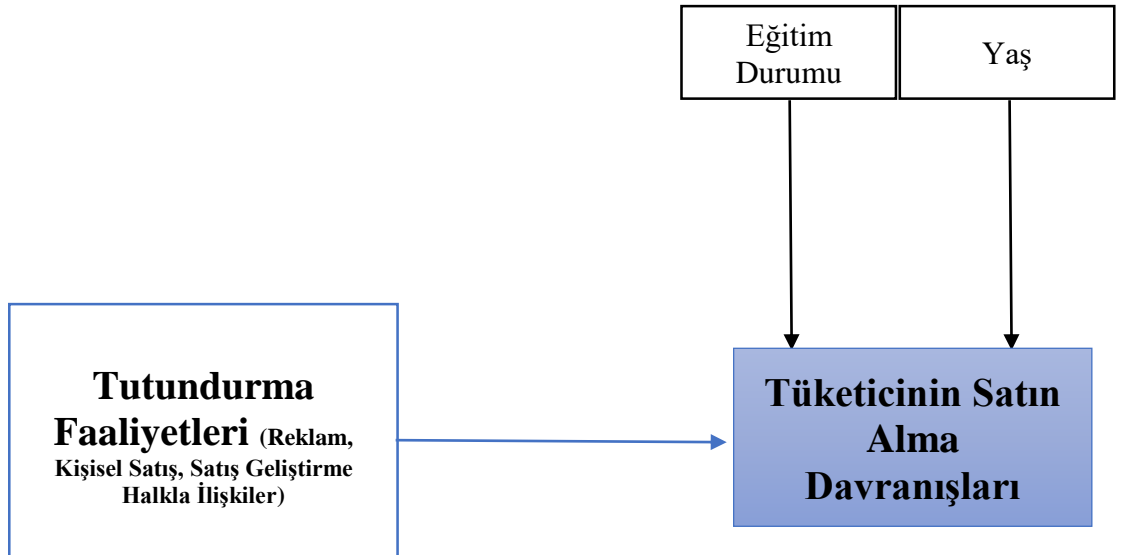 Eğitim
Durumu
Yaş
Tutundurma
Faaliyetleri (Reklam,
Kişisel Satış, Satış Geliştirme
Halkla İlişkiler)
Tüketicinin Satın
Alma
Davranışları